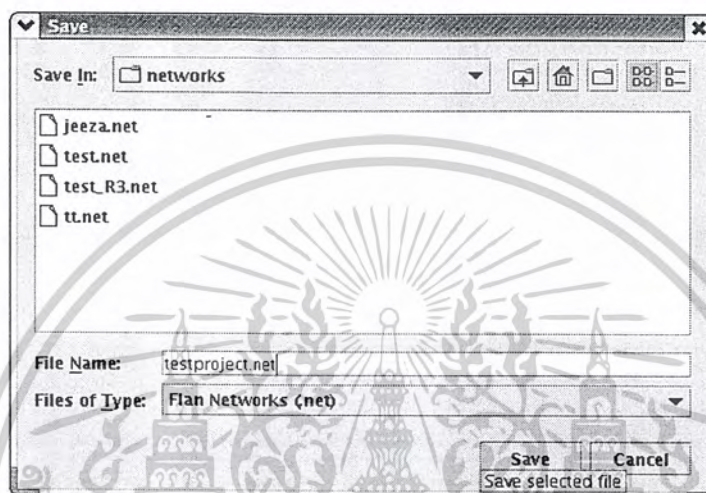 Save
Save In: networks
jeeza.net
test.net
test_R3.net
tt.net
File Name: testproject.net
Files of Type: Flan Networks (.net)
Save Cancel
Save selected file